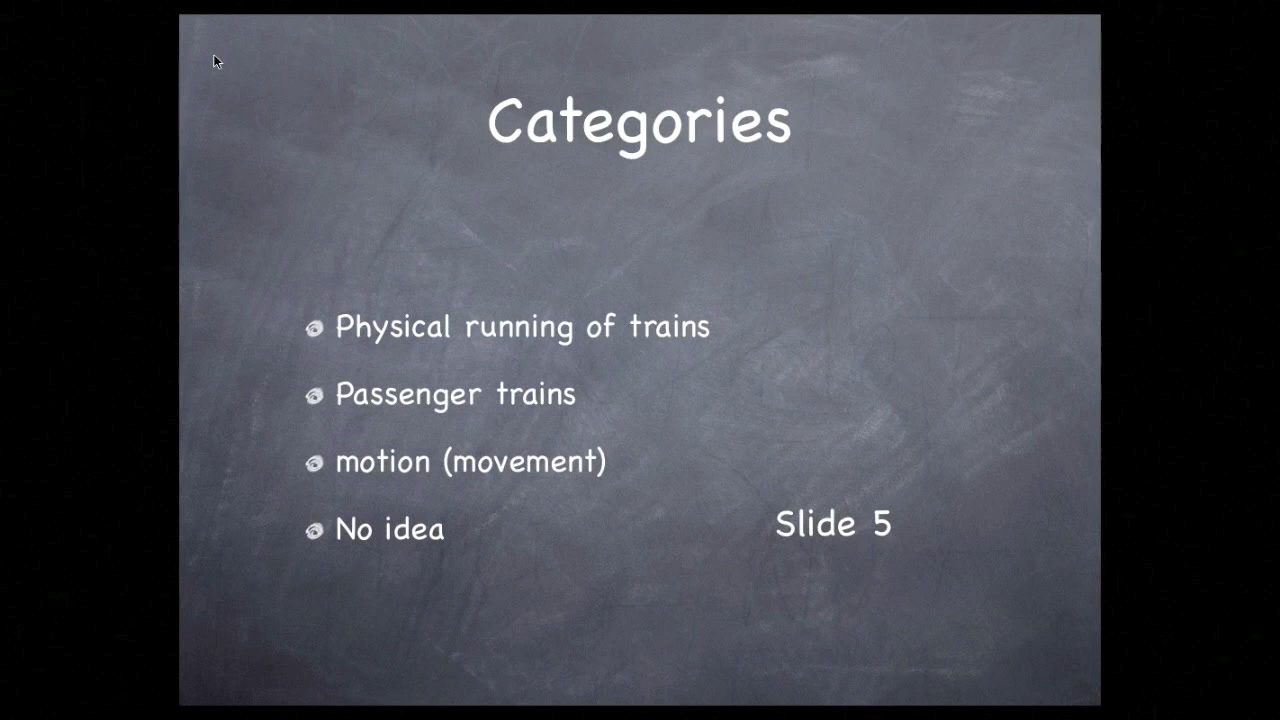 Categories
Physical running of trains
Passenger trains
motion (movement)
No idea
Slide 5